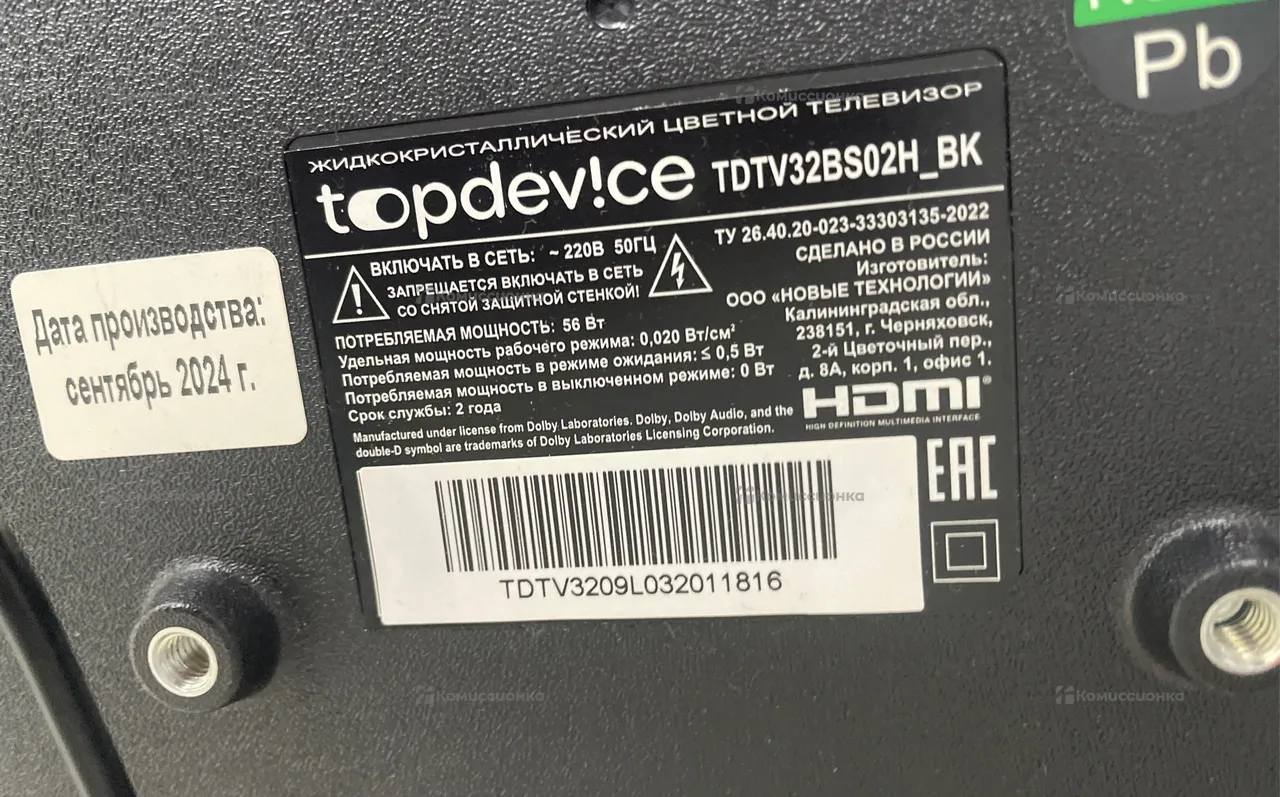 Pb
ЖИДКОКРИСТАЛЛИЧЕСКИЙ ЦВЕТНОЙ ТЕЛЕВИЗОР
topdev!ce TDTV32BS02H_BK
ВКЛЮЧАТЬ В СЕТЬ: ~ 220В 50ГЦ
ЗАПРЕЩАЕТСЯ ВКЛЮЧАТЬ В СЕТЬ
СО СНЯТОЙ ЗАЩИТНОЙ СТЕНКОЙ!
ПОТРЕБЛЯЕМАЯ МОЩНОСТЬ: 56 Вт
Удельная мощность рабочего режима: 0,020 Вт/см²
Потребляемая мощность в режиме ожидания: ≤ 0,5 Вт
Потребляемая мощность в выключенном режиме: 0 Вт
Срок службы: 2 года
Manufactured under license from Dolby Laboratories. Dolby, Dolby Audio, and the
double-D symbol are trademarks of Dolby Laboratories Licensing Corporation.
ТУ 26.40.20-023-33303135-2022
СДЕЛАНО В РОССИИ
Изготовитель:
ООО «НОВЫЕ ТЕХНОЛОГИИ»
Калининградская обл.,
238151, г. Черняховск,
2-й Цветочный пер.,
д. 8А, корп. 1, офис 1.
HDMI®
HIGH DEFINITION MULTIMEDIA INTERFACE
EAC
TDTV3209L032011816
Дата производства:
сентябрь 2024 г.
Комиссионка
Комиссионка
Комиссионка
Комиссионка
Комиссионка
Комиссионка